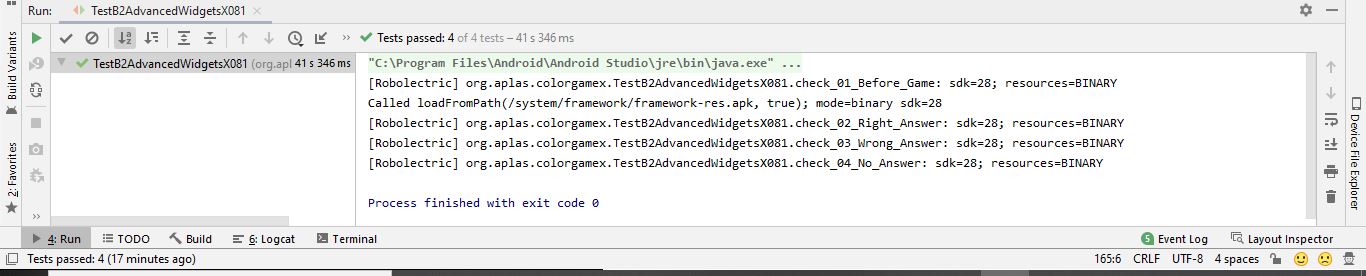 Run: TestB2AdvancedWidgetsX081
Tests passed: 4 of 4 tests – 41 s 346 ms
TestB2AdvancedWidgetsX081 (org.apl 41 s 346 ms
"C:\Program Files\Android\Android Studio\jre\bin\java.exe" ...
[Robolectric] org.aplas.colorgamex.TestB2AdvancedWidgetsX081.check_01_Before_Game: sdk=28; resources=BINARY
Called loadFromPath(/system/framework/framework-res.apk, true); mode=binary sdk=28
[Robolectric] org.aplas.colorgamex.TestB2AdvancedWidgetsX081.check_02_Right_Answer: sdk=28; resources=BINARY
[Robolectric] org.aplas.colorgamex.TestB2AdvancedWidgetsX081.check_03_Wrong_Answer: sdk=28; resources=BINARY
[Robolectric] org.aplas.colorgamex.TestB2AdvancedWidgetsX081.check_04_No_Answer: sdk=28; resources=BINARY
Process finished with exit code 0
Build Variants
2: Favorites
Device File Explorer
4: Run TODO Build 6: Logcat Terminal 5 Event Log Layout Inspector
Tests passed: 4 (17 minutes ago) 165:6 CRLF UTF-8 4 spaces